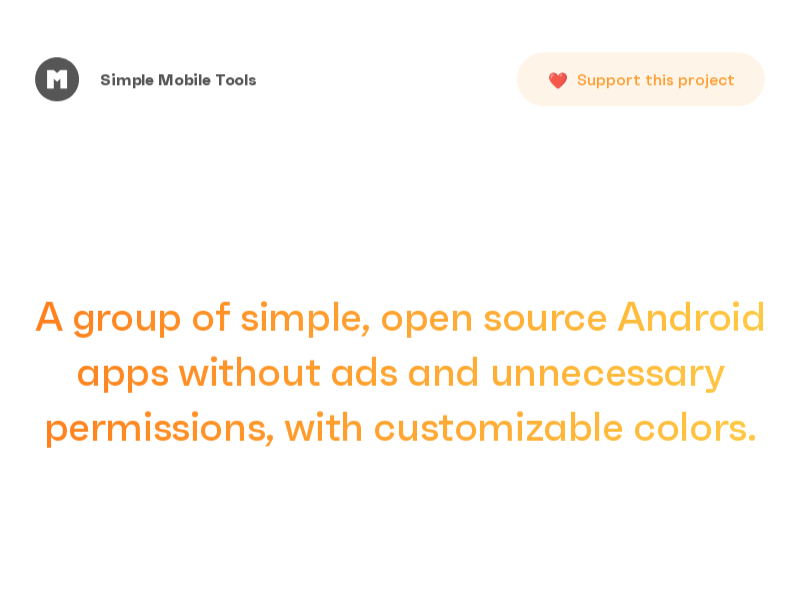 Simple Mobile Tools
❤️ Support this project
A group of simple, open source Android
apps without ads and unnecessary
permissions, with customizable colors.